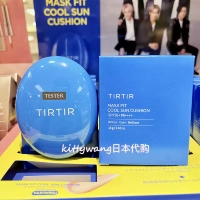 MASK FIT
COOL SUN
CUSHION
TESTER
TIRTIR
TIRTIR
MASK FIT
COOL SUN CUSHION
kittywang日本代购